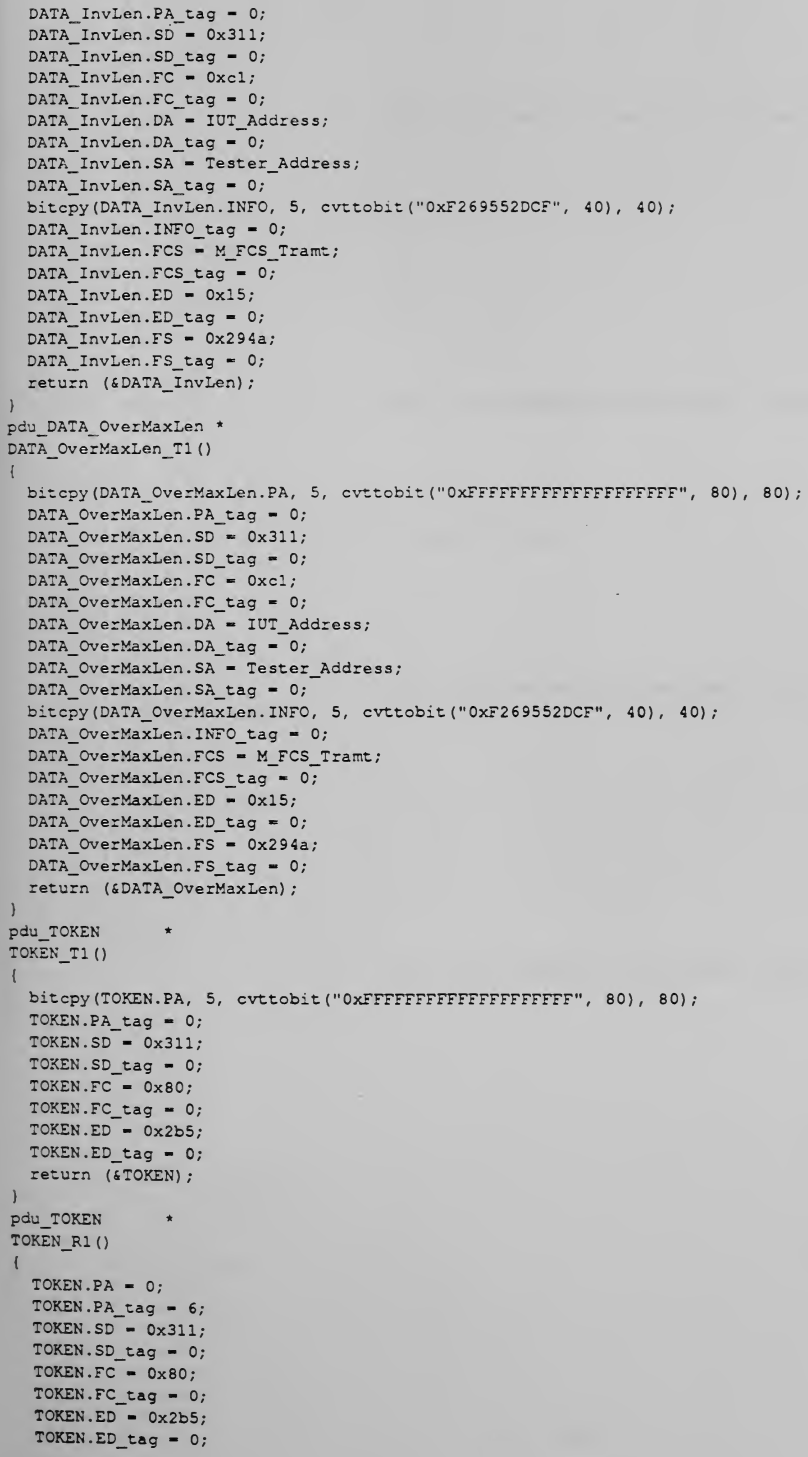 DATA_InvLen.PA_tag = 0;
DATA_InvLen.SD = 0x311;
DATA_InvLen.SD_tag = 0;
DATA_InvLen.FC = 0xc1;
DATA_InvLen.FC_tag = 0;
DATA_InvLen.DA = IUT_Address;
DATA_InvLen.DA_tag = 0;
DATA_InvLen.SA = Tester_Address;
DATA_InvLen.SA_tag = 0;
bitcpy(DATA_InvLen.INFO, 5, cvttobit("0xF269552DCF", 40), 40);
DATA_InvLen.INFO_tag = 0;
DATA_InvLen.FCS = M_FCS_Tramt;
DATA_InvLen.FCS_tag = 0;
DATA_InvLen.ED = 0x15;
DATA_InvLen.ED_tag = 0;
DATA_InvLen.FS = 0x294a;
DATA_InvLen.FS_tag = 0;
return (&DATA_InvLen);
}
pdu_DATA_OverMaxLen *
DATA_OverMaxLen_T1()
{
bitcpy(DATA_OverMaxLen.PA, 5, cvttobit("0xFFFFFFFFFFFFFFFFFFFF", 80), 80);
DATA_OverMaxLen.PA_tag = 0;
DATA_OverMaxLen.SD = 0x311;
DATA_OverMaxLen.SD_tag = 0;
DATA_OverMaxLen.FC = 0xc1;
DATA_OverMaxLen.FC_tag = 0;
DATA_OverMaxLen.DA = IUT_Address;
DATA_OverMaxLen.DA_tag = 0;
DATA_OverMaxLen.SA = Tester_Address;
DATA_OverMaxLen.SA_tag = 0;
bitcpy(DATA_OverMaxLen.INFO, 5, cvttobit("0xF269552DCF", 40), 40);
DATA_OverMaxLen.INFO_tag = 0;
DATA_OverMaxLen.FCS = M_FCS_Tramt;
DATA_OverMaxLen.FCS_tag = 0;
DATA_OverMaxLen.ED = 0x15;
DATA_OverMaxLen.ED_tag = 0;
DATA_OverMaxLen.FS = 0x294a;
DATA_OverMaxLen.FS_tag = 0;
return (&DATA_OverMaxLen);
}
pdu_TOKEN *
TOKEN_T1()
{
bitcpy(TOKEN.PA, 5, cvttobit("0xFFFFFFFFFFFFFFFFFFFF", 80), 80);
TOKEN.PA_tag = 0;
TOKEN.SD = 0x311;
TOKEN.SD_tag = 0;
TOKEN.FC = 0x80;
TOKEN.FC_tag = 0;
TOKEN.ED = 0x2b5;
TOKEN.ED_tag = 0;
return (&TOKEN);
}
pdu_TOKEN *
TOKEN_R1()
{
TOKEN.PA = 0;
TOKEN.PA_tag = 6;
TOKEN.SD = 0x311;
TOKEN.SD_tag = 0;
TOKEN.FC = 0x80;
TOKEN.FC_tag = 0;
TOKEN.ED = 0x2b5;
TOKEN.ED_tag = 0;